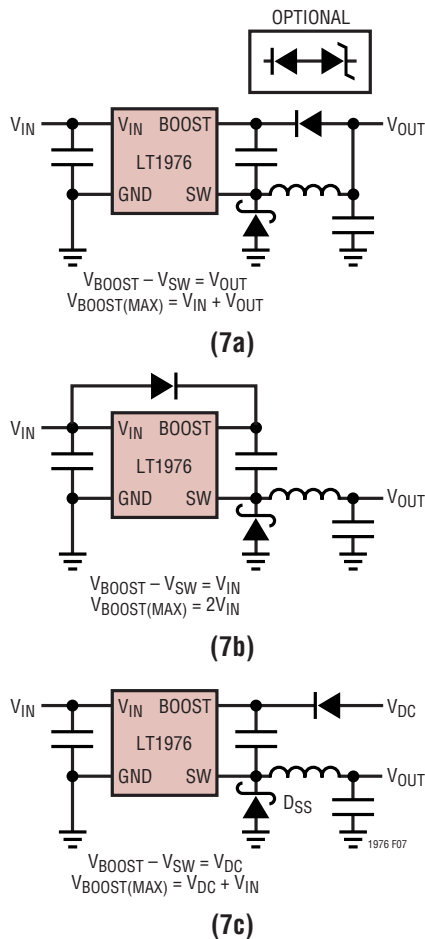 OPTIONAL
V_IN V_IN BOOST V_OUT
LT1976
GND SW
V_BOOST – V_SW = V_OUT
V_BOOST(MAX) = V_IN + V_OUT
(7a)
V_IN V_IN BOOST
LT1976
GND SW V_OUT
V_BOOST – V_SW = V_IN
V_BOOST(MAX) = 2V_IN
(7b)
V_IN V_IN BOOST V_DC
LT1976
GND SW V_OUT
D_SS
1976 F07
V_BOOST – V_SW = V_DC
V_BOOST(MAX) = V_DC + V_IN
(7c)